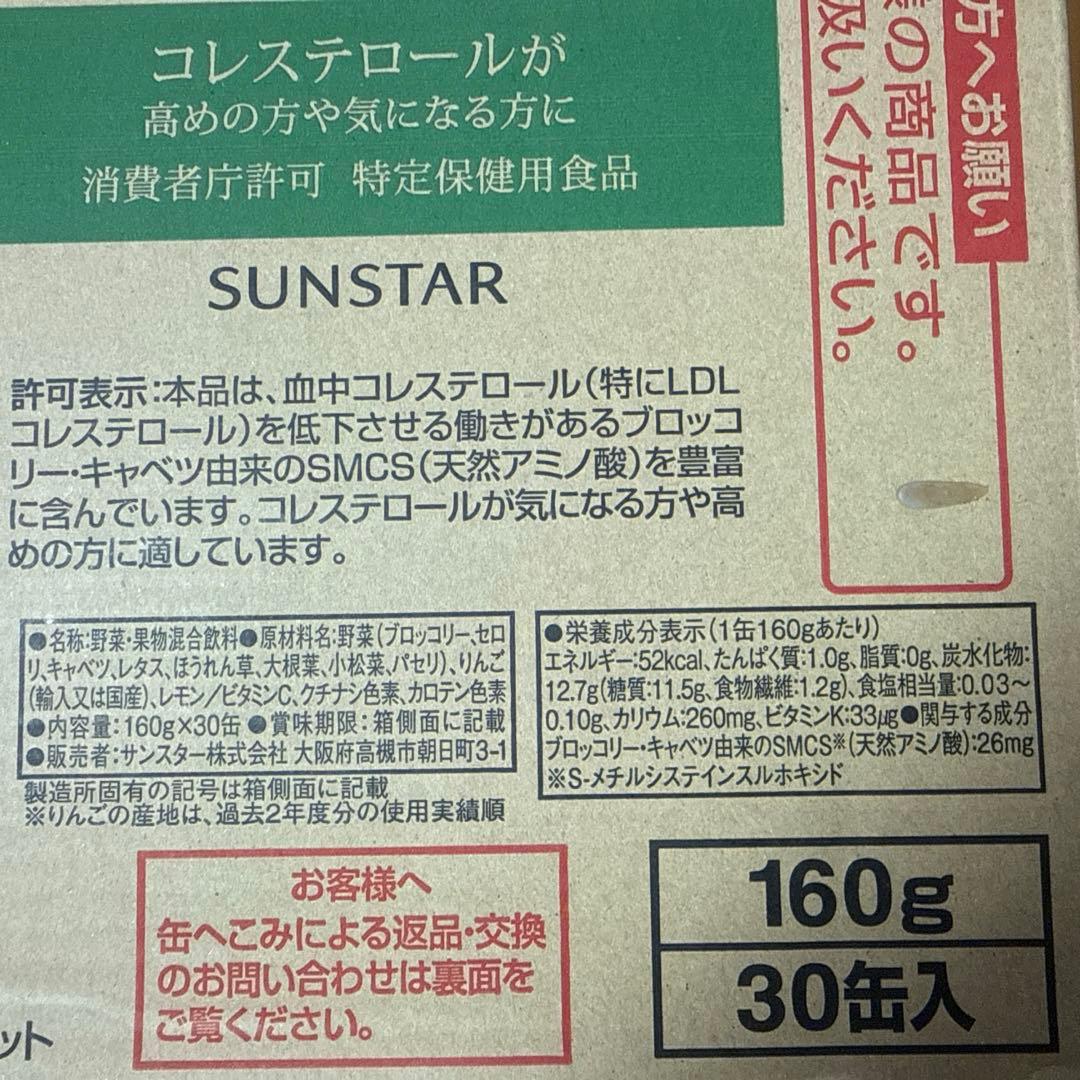 コレステロールが
高めの方や気になる方に
消費者庁許可 特定保健用食品
方へお願い
の商品です。
扱いください。
SUNSTAR
許可表示:本品は、血中コレステロール(特にLDL
コレステロール)を低下させる働きがあるブロッコ
リー・キャベツ由来のSMCS(天然アミノ酸)を豊富
に含んでいます。コレステロールが気になる方や高
めの方に適しています。
●名称:野菜・果物混合飲料●原材料名:野菜(ブロッコリー、セロ
リ、キャベツ、レタス、ほうれん草、大根葉、小松菜、パセリ)、りんご
(輸入又は国産)、レモン/ビタミンC、クチナシ色素、カロテン色素
●内容量:160g×30缶 ●賞味期限:箱側面に記載
●販売者:サンスター株式会社 大阪府高槻市朝日町3-1
製造所固有の記号は箱側面に記載
※りんごの産地は、過去2年度分の使用実績順
●栄養成分表示(1缶160gあたり)
エネルギー:52kcal、たんぱく質:1.0g、脂質:0g、炭水化物:
12.7g(糖質:11.5g、食物繊維:1.2g)、食塩相当量:0.03~
0.10g、カリウム:260mg、ビタミンK:33μg●関与する成分
ブロッコリー・キャベツ由来のSMCS※(天然アミノ酸):26mg
※S-メチルシステインスルホキシド
お客様へ
缶へこみによる返品・交換
のお問い合わせは裏面を
ご覧ください。
160g
30缶入
ット